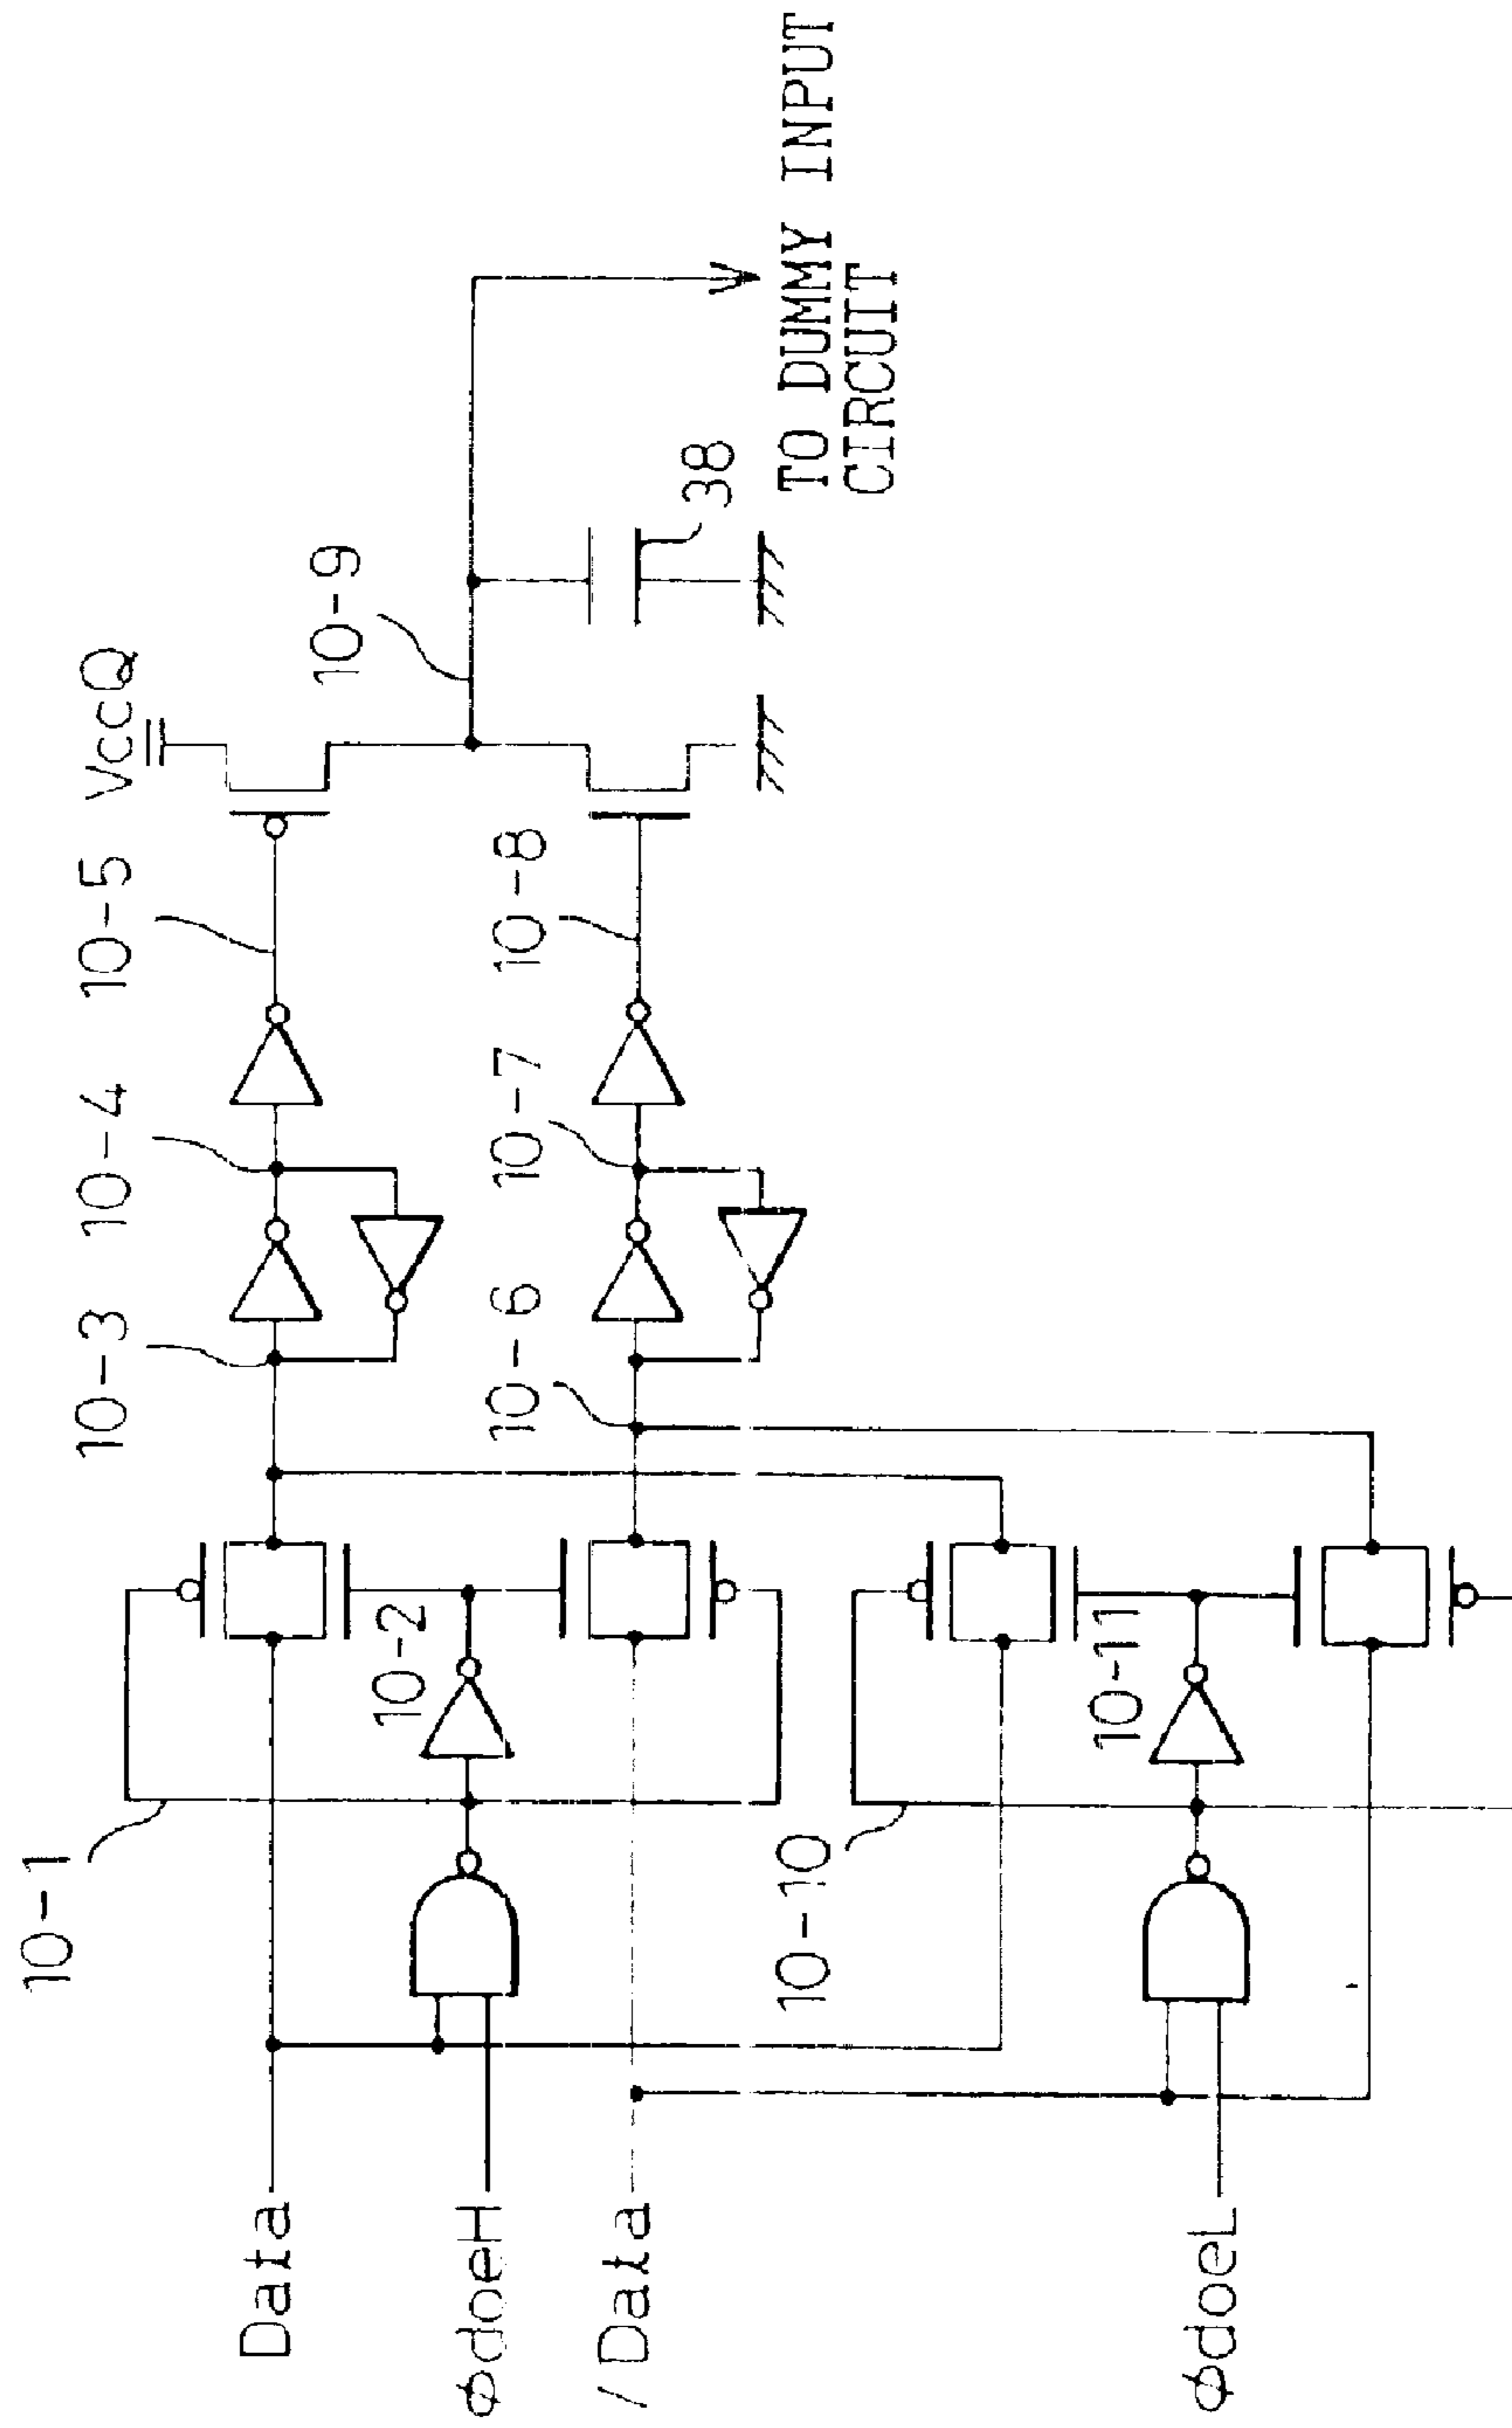 Data
ΦdoeH
/Data
ΦdoeL
10-1
10-2
10-3
10-4
10-5
10-6
10-7
10-8
10-9
10-10
10-11
VccQ
38
TO DUMMY INPUT
CIRCUIT